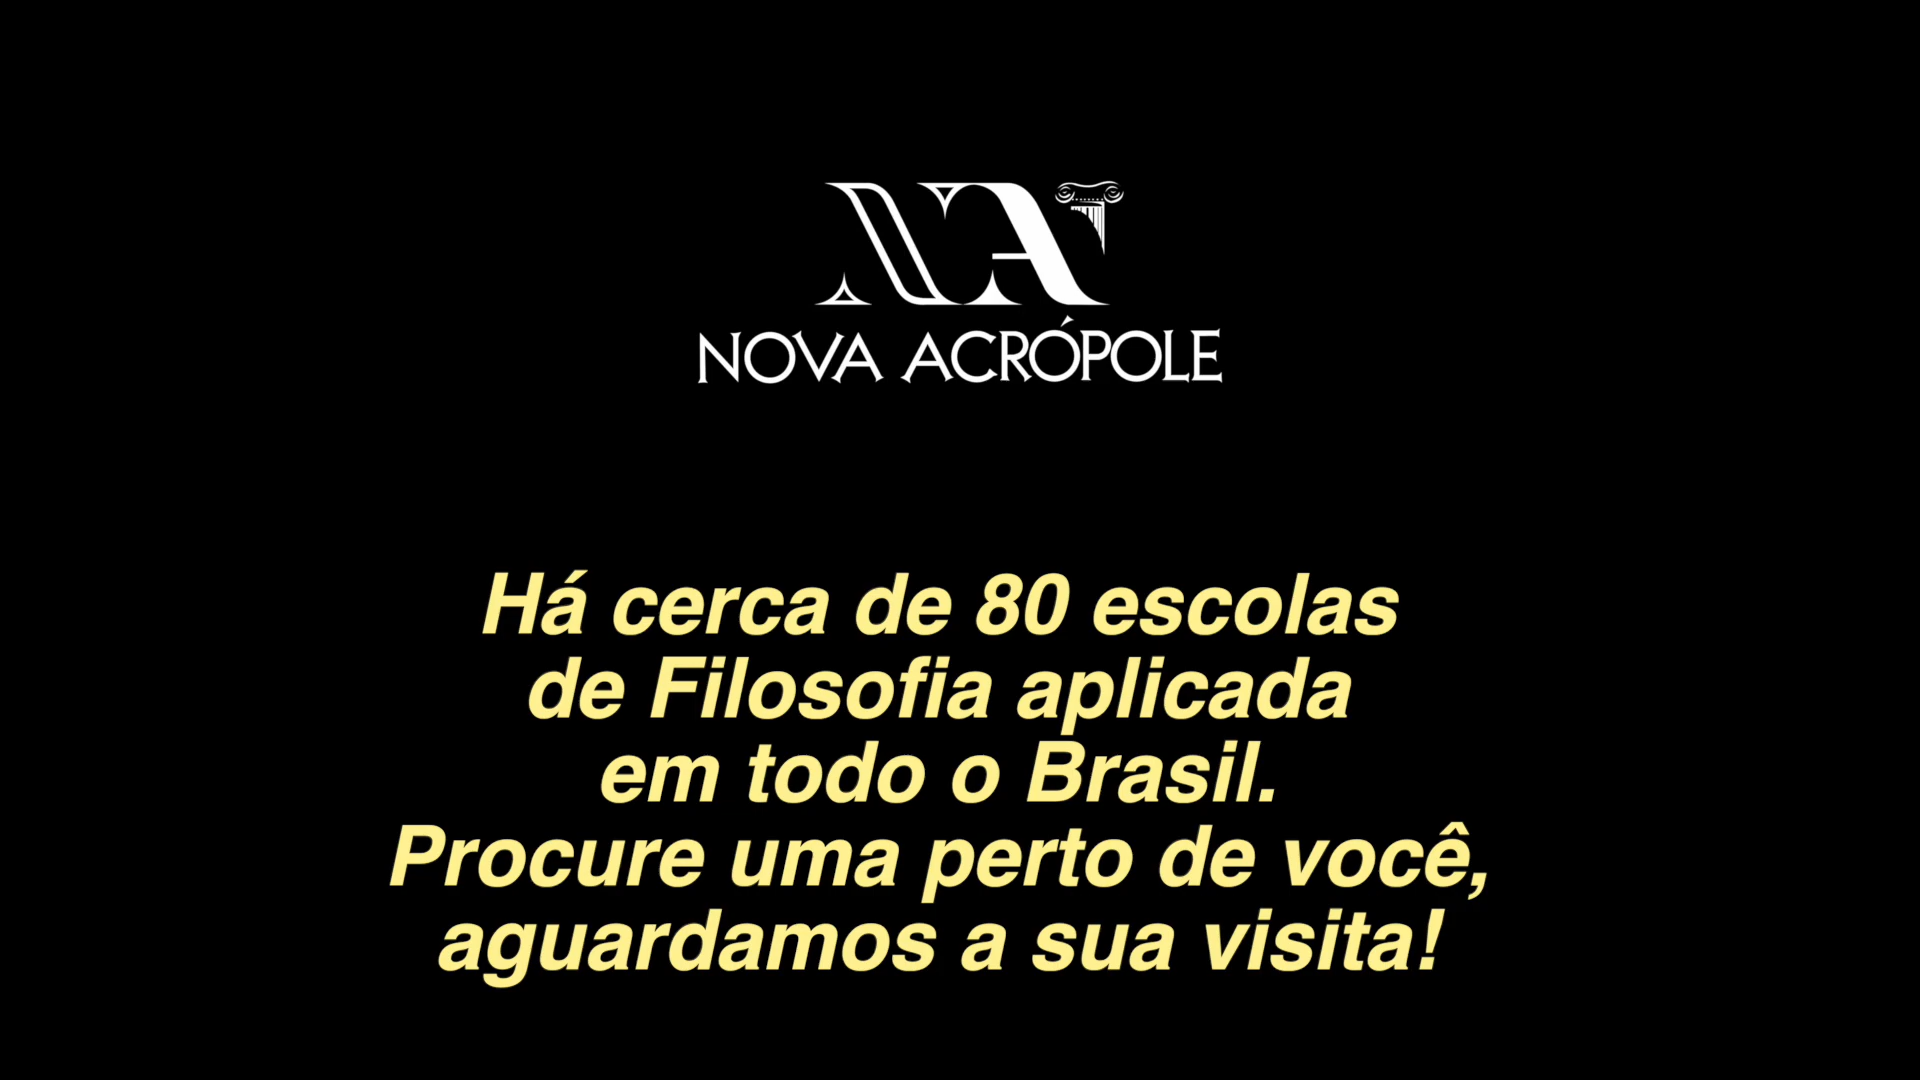 NA
NOVA ACRÓPOLE
Há cerca de 80 escolas
de Filosofia aplicada
em todo o Brasil.
Procure uma perto de você,
aguardamos a sua visita!